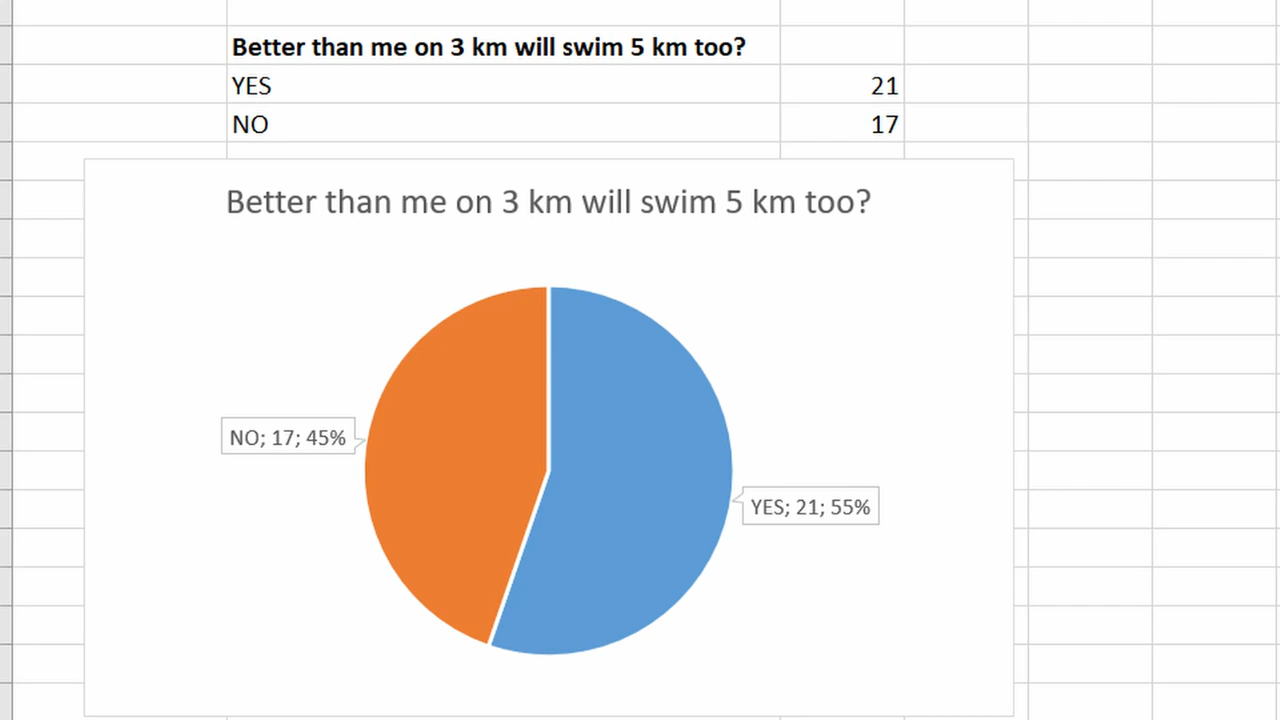 Better than me on 3 km will swim 5 km too?
YES 21
NO 17
Better than me on 3 km will swim 5 km too?
NO; 17; 45%
YES; 21; 55%